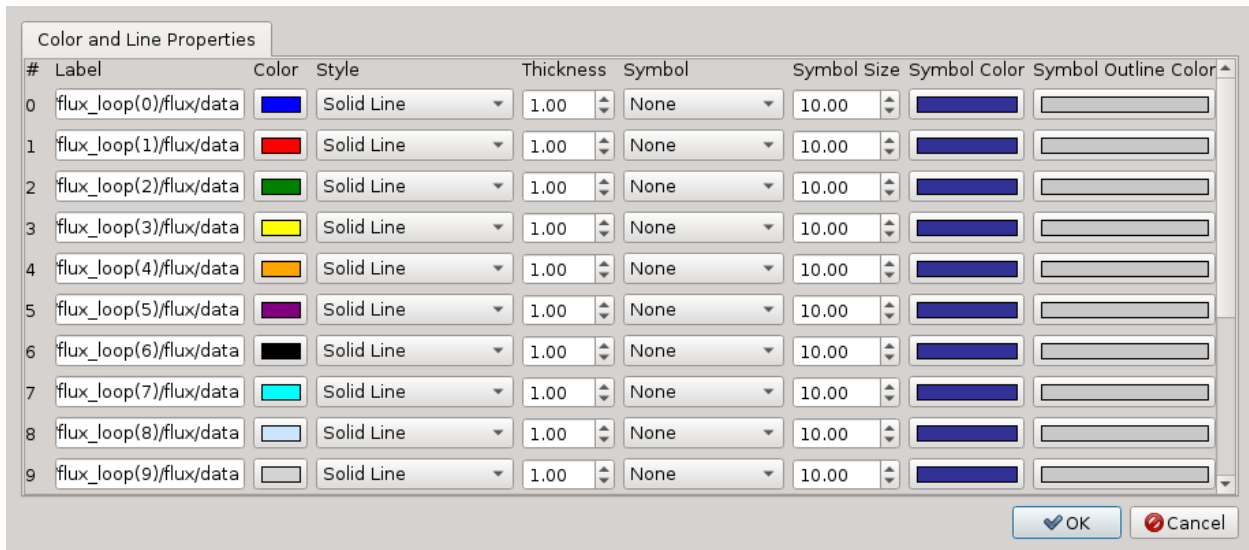 Color and Line Properties
# Label Color Style Thickness Symbol Symbol Size Symbol Color Symbol Outline Color
0 flux_loop(0)/flux/data Solid Line 1.00 None 10.00
1 flux_loop(1)/flux/data Solid Line 1.00 None 10.00
2 flux_loop(2)/flux/data Solid Line 1.00 None 10.00
3 flux_loop(3)/flux/data Solid Line 1.00 None 10.00
4 flux_loop(4)/flux/data Solid Line 1.00 None 10.00
5 flux_loop(5)/flux/data Solid Line 1.00 None 10.00
6 flux_loop(6)/flux/data Solid Line 1.00 None 10.00
7 flux_loop(7)/flux/data Solid Line 1.00 None 10.00
8 flux_loop(8)/flux/data Solid Line 1.00 None 10.00
9 flux_loop(9)/flux/data Solid Line 1.00 None 10.00
OK Cancel